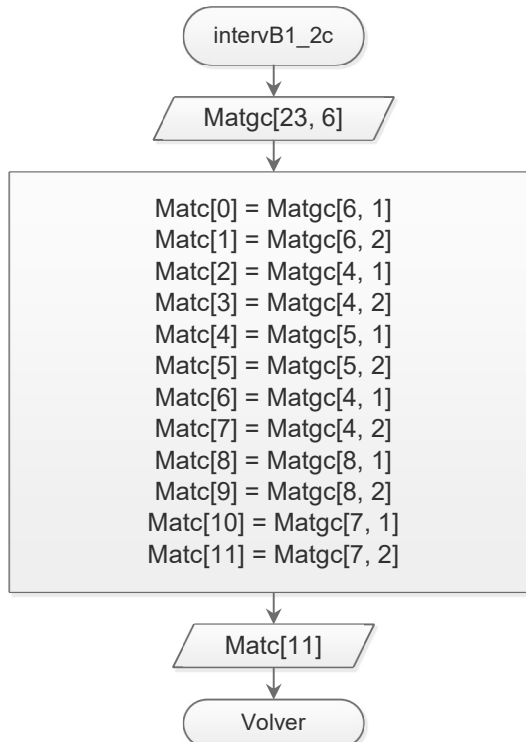 intervB1_2c
Matgc[23, 6]
Matc[0] = Matgc[6, 1]
Matc[1] = Matgc[6, 2]
Matc[2] = Matgc[4, 1]
Matc[3] = Matgc[4, 2]
Matc[4] = Matgc[5, 1]
Matc[5] = Matgc[5, 2]
Matc[6] = Matgc[4, 1]
Matc[7] = Matgc[4, 2]
Matc[8] = Matgc[8, 1]
Matc[9] = Matgc[8, 2]
Matc[10] = Matgc[7, 1]
Matc[11] = Matgc[7, 2]
Matc[11]
Volver